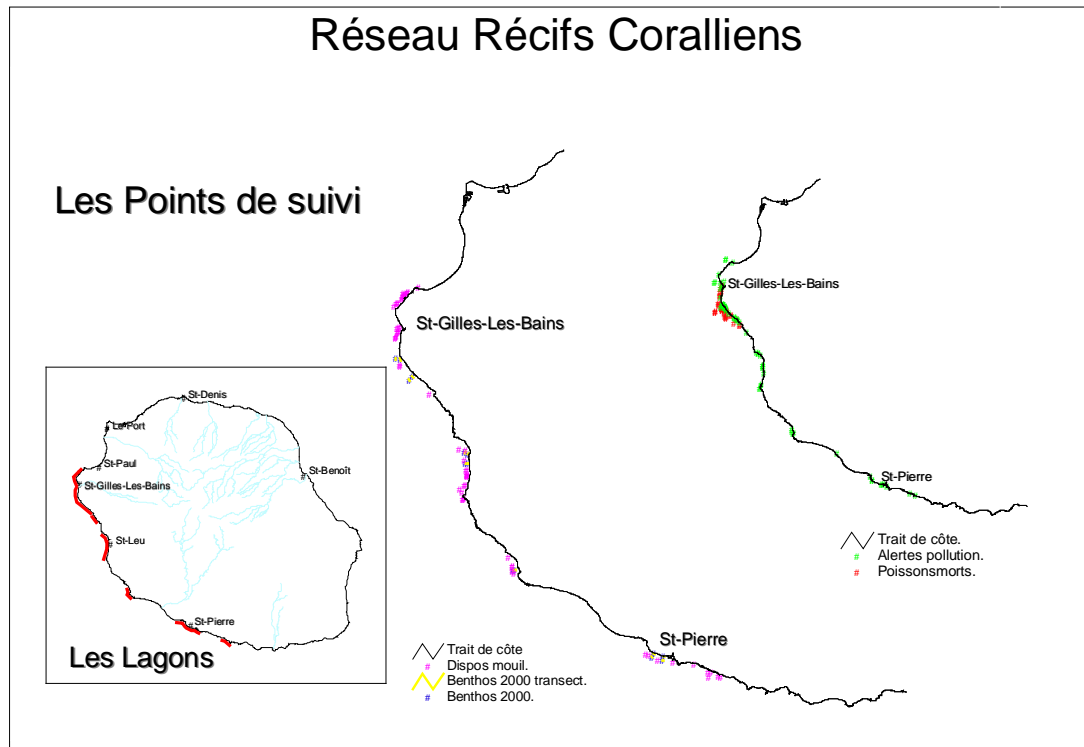 Réseau Récifs Coralliens
Les Points de suivi
St-Gilles-Les-Bains
St-Pierre
Trait de côte
Dispos mouil.
Benthos 2000 transect.
Benthos 2000.
St-Gilles-Les-Bains
St-Pierre
Trait de côte.
Alertes pollution.
Poissonsmorts.
St-Denis
Le-Port
St-Paul
St-Benoît
St-Gilles-Les-Bains
St-Leu
St-Pierre
Les Lagons